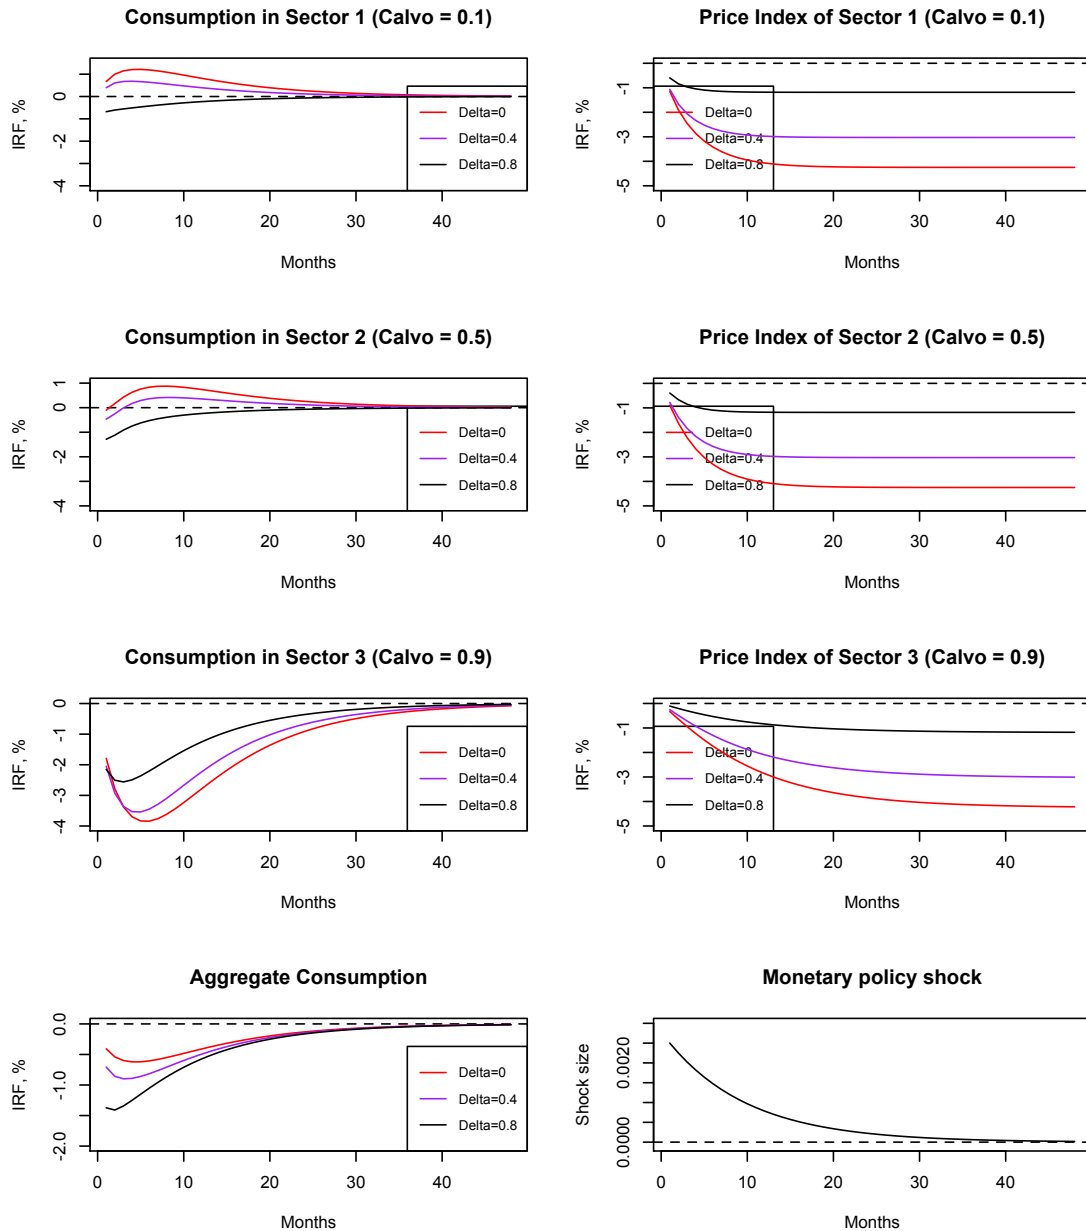 Consumption in Sector 1 (Calvo = 0.1)
IRF, %
0
2
-4
Delta=0
Delta=0.4
Delta=0.8
0 10 20 30 40
Months
Price Index of Sector 1 (Calvo = 0.1)
IRF, %
-1
-3
-5
Delta=0
Delta=0.4
Delta=0.8
0 10 20 30 40
Months
Consumption in Sector 2 (Calvo = 0.5)
IRF, %
1
0
2
-4
Delta=0
Delta=0.4
Delta=0.8
0 10 20 30 40
Months
Price Index of Sector 2 (Calvo = 0.5)
IRF, %
-1
-3
-5
Delta=0
Delta=0.4
Delta=0.8
0 10 20 30 40
Months
Consumption in Sector 3 (Calvo = 0.9)
IRF, %
0
-1
-2
-3
-4
Delta=0
Delta=0.4
Delta=0.8
0 10 20 30 40
Months
Price Index of Sector 3 (Calvo = 0.9)
IRF, %
-1
-3
-5
Delta=0
Delta=0.4
Delta=0.8
0 10 20 30 40
Months
Aggregate Consumption
IRF, %
0.0
-1.0
-2.0
Delta=0
Delta=0.4
Delta=0.8
0 10 20 30 40
Months
Monetary policy shock
Shock size
0.0020
0.0000
0 10 20 30 40
Months